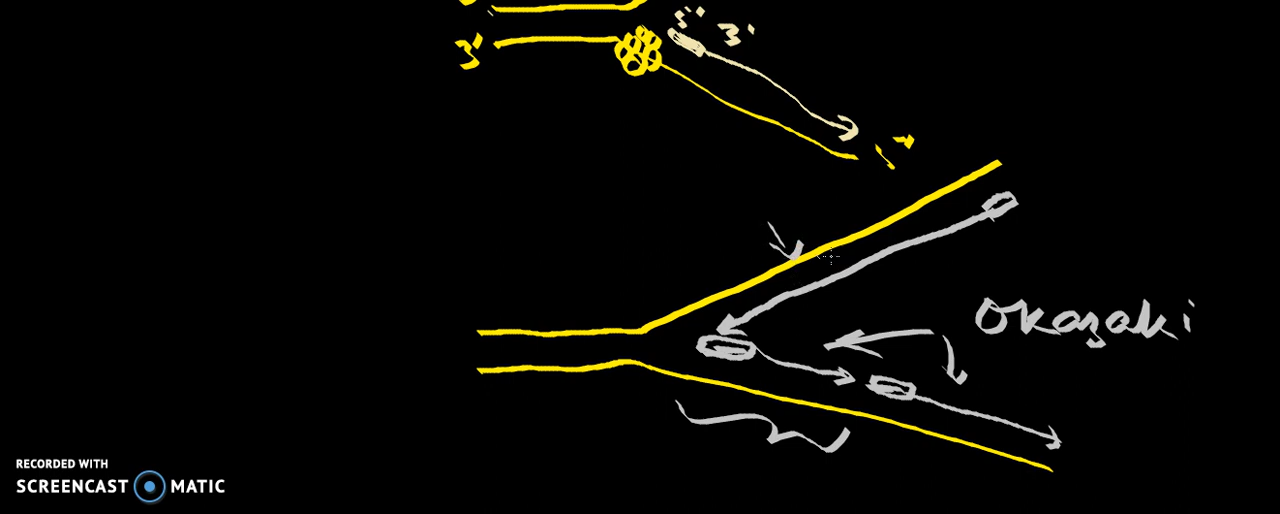 5' 3'
3'
Okazaki
RECORDED WITH
SCREENCAST MATIC